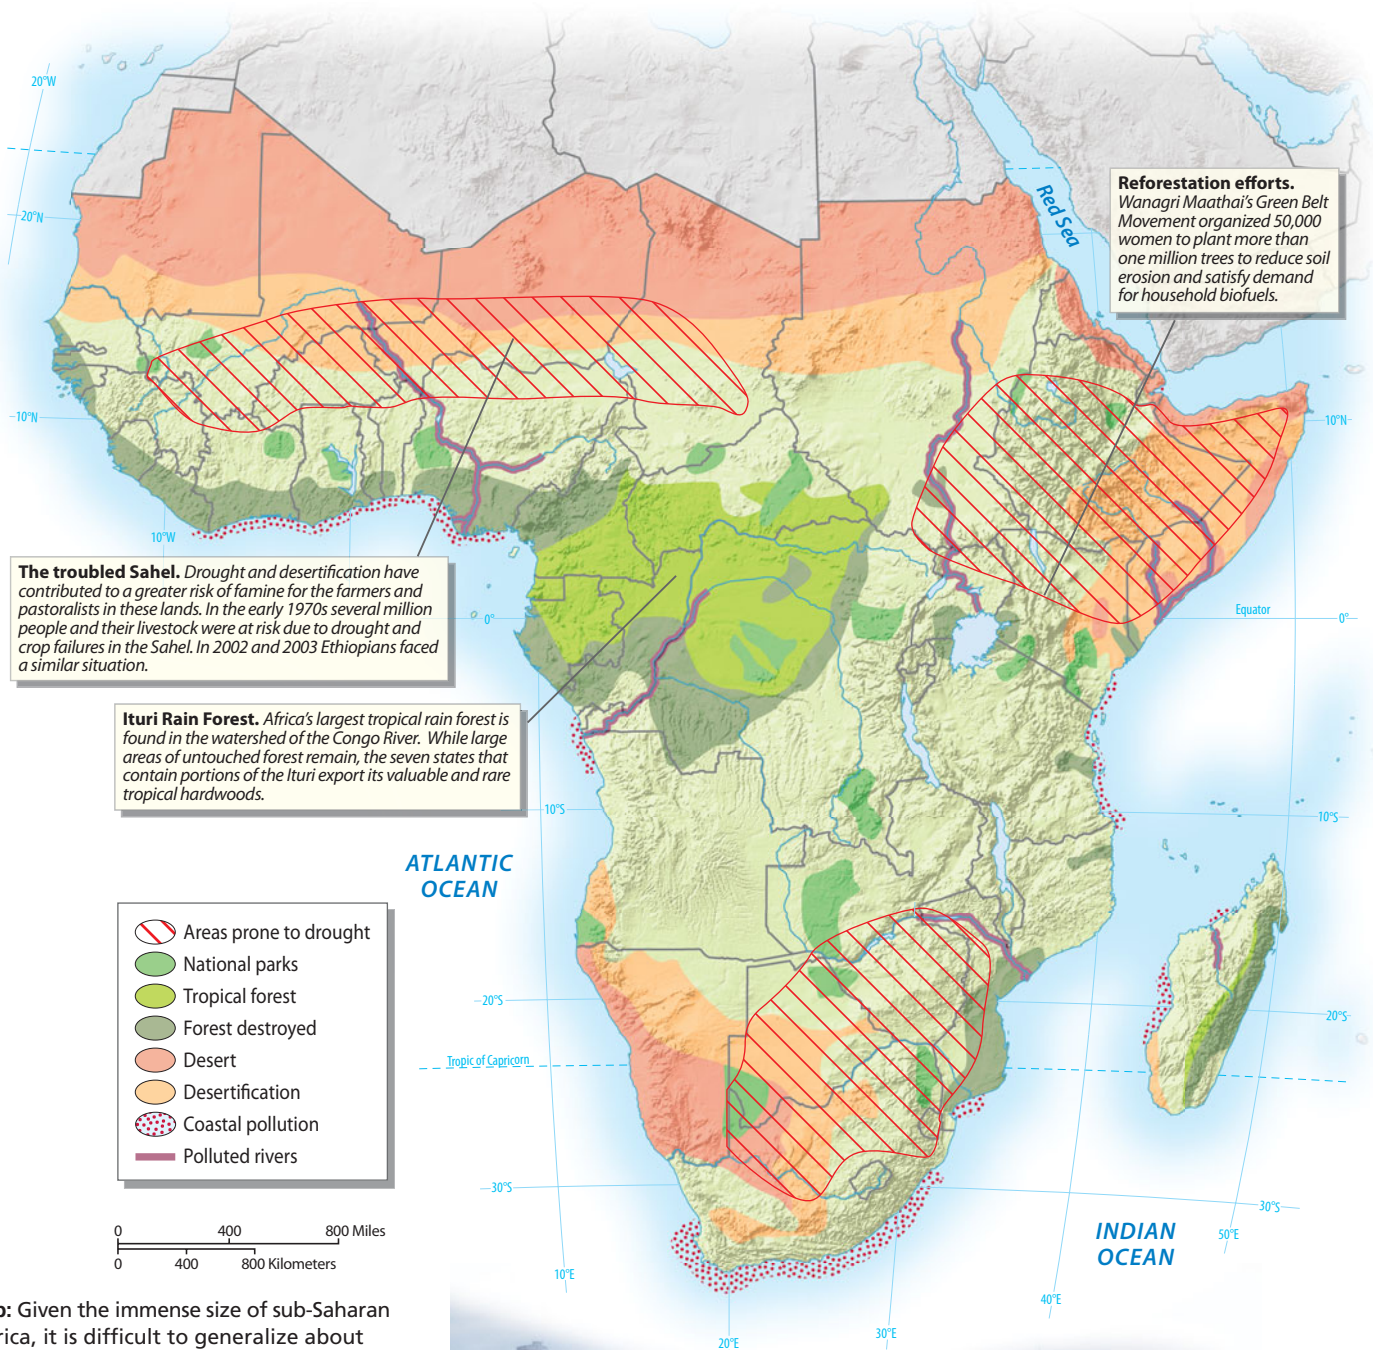 20°W
20°N
10°N
10°W
0°
Red Sea
Reforestation efforts.
Wanagri Maathai's Green Belt
Movement organized 50,000
women to plant more than
one million trees to reduce soil
erosion and satisfy demand
for household biofuels.
10°N
The troubled Sahel. Drought and desertification have
contributed to a greater risk of famine for the farmers and
pastoralists in these lands. In the early 1970s several million
people and their livestock were at risk due to drought and
crop failures in the Sahel. In 2002 and 2003 Ethiopians faced
a similar situation.
Equator
0°
Ituri Rain Forest. Africa's largest tropical rain forest is
found in the watershed of the Congo River. While large
areas of untouched forest remain, the seven states that
contain portions of the Ituri export its valuable and rare
tropical hardwoods.
10°S
10°S
ATLANTIC
OCEAN
Areas prone to drought
National parks
Tropical forest
Forest destroyed
Desert
Desertification
Coastal pollution
Polluted rivers
20°S
20°S
Tropic of Capricorn
30°S
30°S
0 400 800 Miles
0 400 800 Kilometers
INDIAN
OCEAN
50°E
10°E
40°E
30°E
20°E
: Given the immense size of sub-Saharan
rica, it is difficult to generalize about